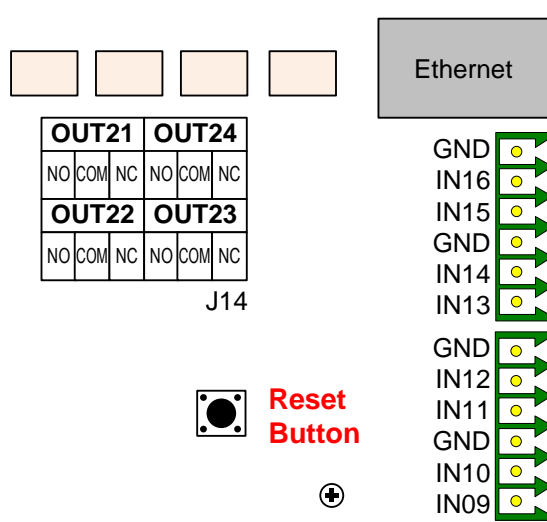 Ethernet
OUT21 OUT24
NO COM NC NO COM NC
OUT22 OUT23
NO COM NC NO COM NC
J14
GND
IN16
IN15
GND
IN14
IN13
GND
IN12
IN11
GND
IN10
IN09
Reset
Button